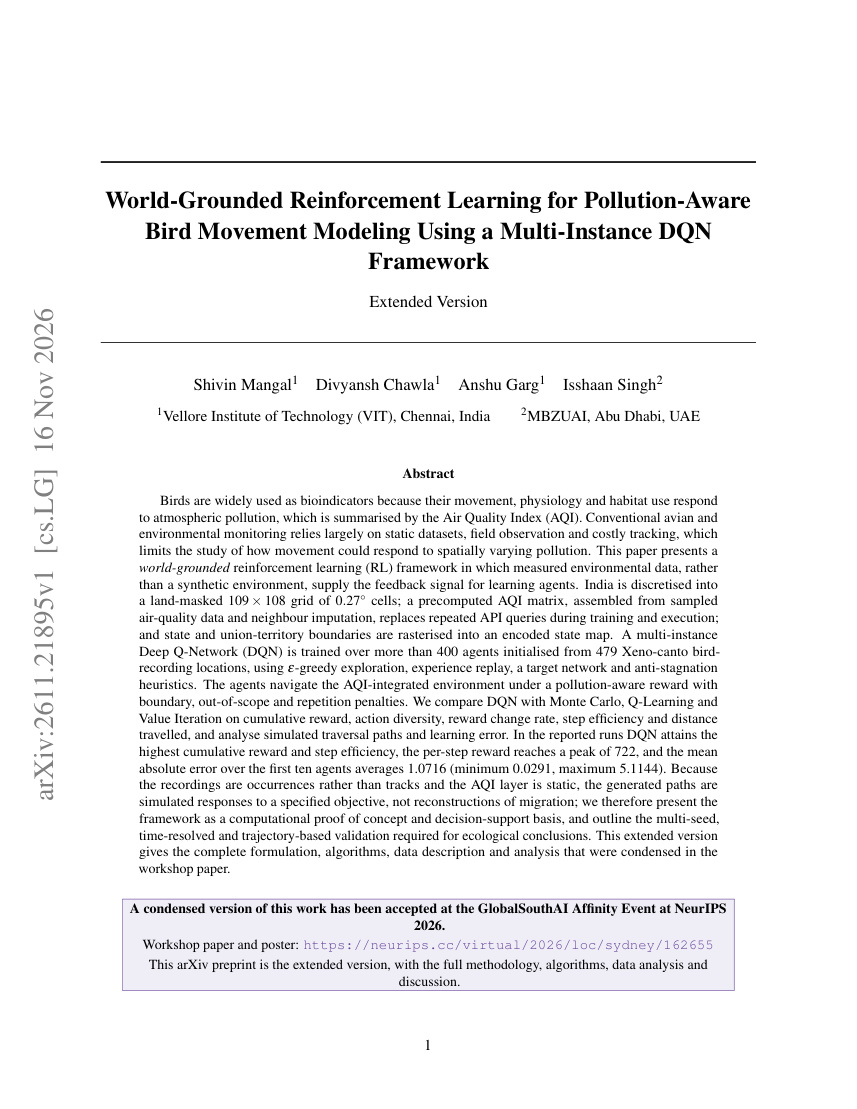 World-Grounded Reinforcement Learning for Pollution-Aware
Bird Movement Modeling Using a Multi-Instance DQN
Framework
Extended Version
Shivin Mangal1 Divyansh Chawla1 Anshu Garg1 Isshaan Singh2
1Vellore Institute of Technology (VIT), Chennai, India 2MBZUAI, Abu Dhabi, UAE
Abstract
Birds are widely used as bioindicators because their movement, physiology and habitat use respond
to atmospheric pollution, which is summarised by the Air Quality Index (AQI). Conventional avian and
environmental monitoring relies largely on static datasets, field observation and costly tracking, which
limits the study of how movement could respond to spatially varying pollution. This paper presents a
world-grounded reinforcement learning (RL) framework in which measured environmental data, rather
than a synthetic environment, supply the feedback signal for learning agents. India is discretised into
a land-masked 109 × 108 grid of 0.27° cells; a precomputed AQI matrix, assembled from sampled
air-quality data and neighbour imputation, replaces repeated API queries during training and execution;
and state and union-territory boundaries are rasterised into an encoded state map. A multi-instance
Deep Q-Network (DQN) is trained over more than 400 agents initialised from 479 Xeno-canto bird-
recording locations, using ε-greedy exploration, experience replay, a target network and anti-stagnation
heuristics. The agents navigate the AQI-integrated environment under a pollution-aware reward with
boundary, out-of-scope and repetition penalties. We compare DQN with Monte Carlo, Q-Learning and
Value Iteration on cumulative reward, action diversity, reward change rate, step efficiency and distance
travelled, and analyse simulated traversal paths and learning error. In the reported runs DQN attains the
highest cumulative reward and step efficiency, the per-step reward reaches a peak of 722, and the mean
absolute error over the first ten agents averages 1.0716 (minimum 0.0291, maximum 5.1144). Because
the recordings are occurrences rather than tracks and the AQI layer is static, the generated paths are
simulated responses to a specified objective, not reconstructions of migration; we therefore present the
framework as a computational proof of concept and decision-support basis, and outline the multi-seed,
time-resolved and trajectory-based validation required for ecological conclusions. This extended version
gives the complete formulation, algorithms, data description and analysis that were condensed in the
workshop paper.
A condensed version of this work has been accepted at the GlobalSouthAI Affinity Event at NeurIPS
2026.
Workshop paper and poster: https://neurips.cc/virtual/2026/loc/sydney/162655
This arXiv preprint is the extended version, with the full methodology, algorithms, data analysis and
discussion.
1
arXiv:2611.21895v1 [cs.LG] 16 Nov 2026